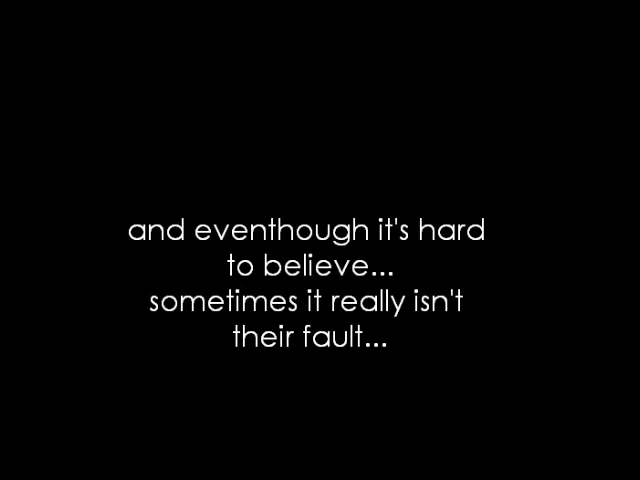 and eventhough it's hard
to believe...
sometimes it really isn't
their fault...